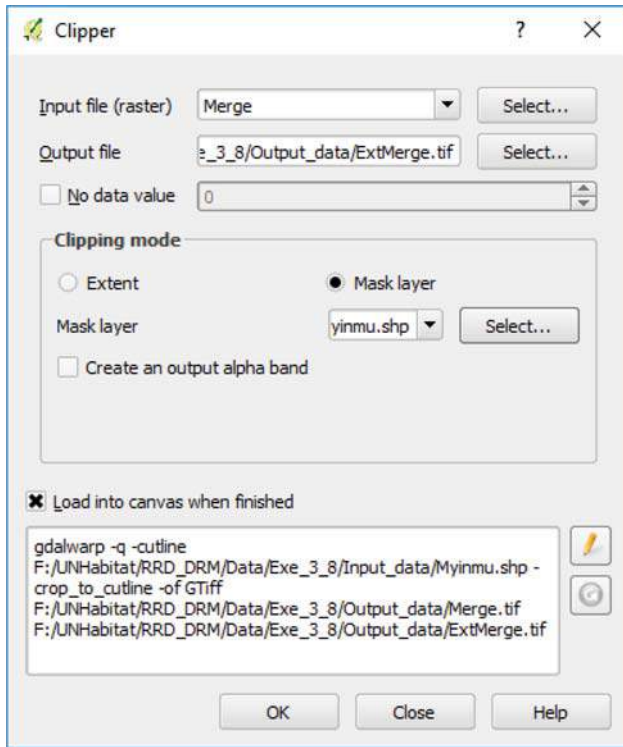 Clipper ? ×
Input file (raster) Merge Select...
Output file e_3_8/Output_data/ExtMerge.tif Select...
No data value 0
Clipping mode
Extent Mask layer
Mask layer yinmu.shp Select...
Create an output alpha band
Load into canvas when finished
gdalwarp -q -cutline
F:/UNHabitat/RRD_DRM/Data/Exe_3_8/Input_data/Myinmu.shp -
crop_to_cutline -of GTiff
F:/UNHabitat/RRD_DRM/Data/Exe_3_8/Output_data/Merge.tif
F:/UNHabitat/RRD_DRM/Data/Exe_3_8/Output_data/ExtMerge.tif
OK Close Help